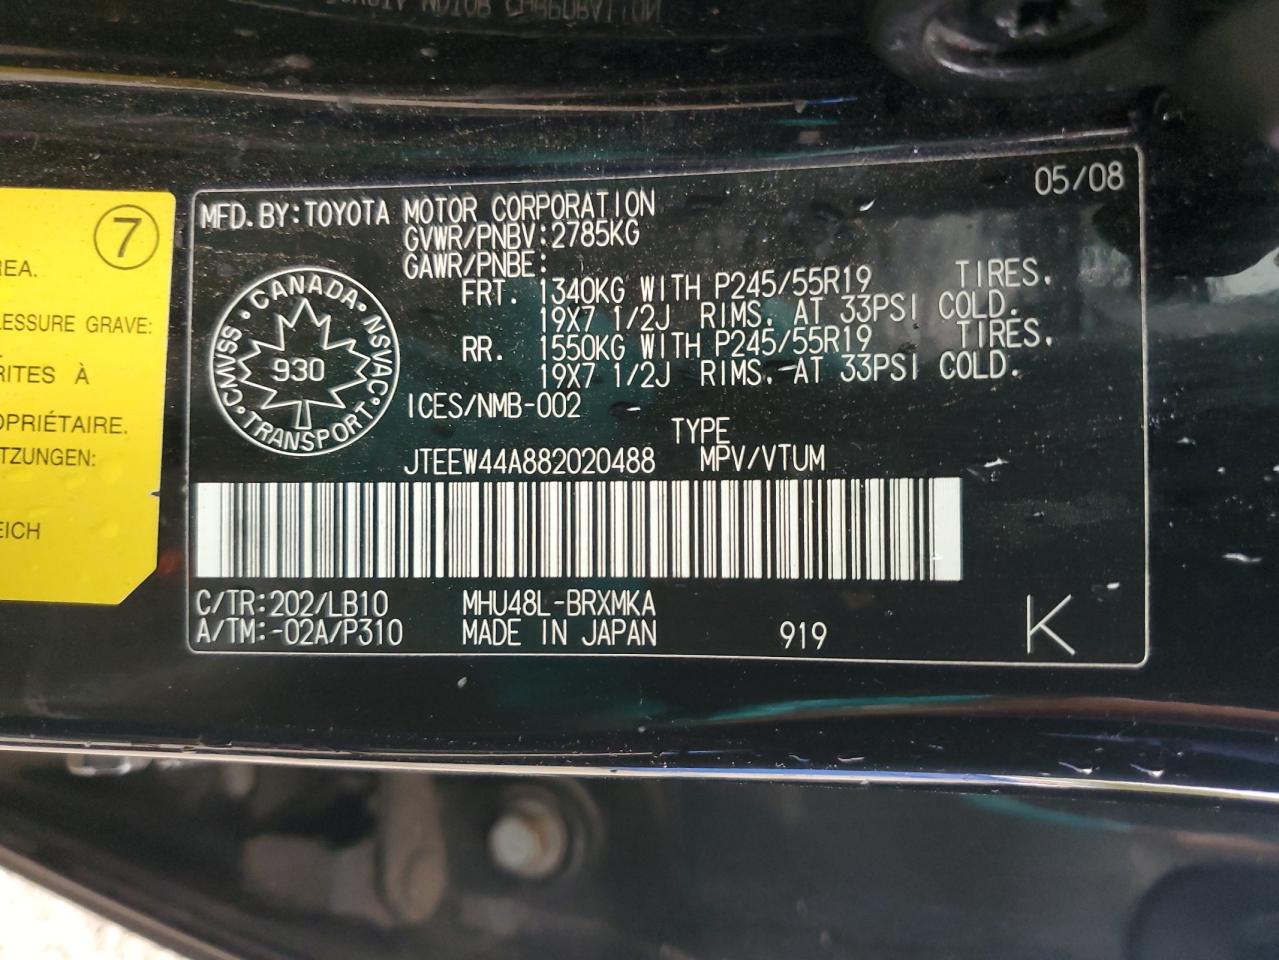 05/08
MFD.BY:TOYOTA MOTOR CORPORATION
GVWR/PNBV:2785KG
GAWR/PNBE:
FRT. 1340KG WITH P245/55R19 TIRES.
19X7 1/2J RIMS. AT 33PSI COLD.
RR. 1550KG WITH P245/55R19 TIRES.
19X7 1/2J RIMS. AT 33PSI COLD.
CANADA
CMVSS NSVAC
930
TRANSPORT
ICES/NMB-002
TYPE
JTEEW44A882020488 MPV/VTUM
C/TR:202/LB10 MHU48L-BRXMKA
A/TM:-02A/P310 MADE IN JAPAN 919 K
7
REA.
LESSURE GRAVE:
RITES À
OPRIÉTAIRE.
TZUNGEN:
EICH